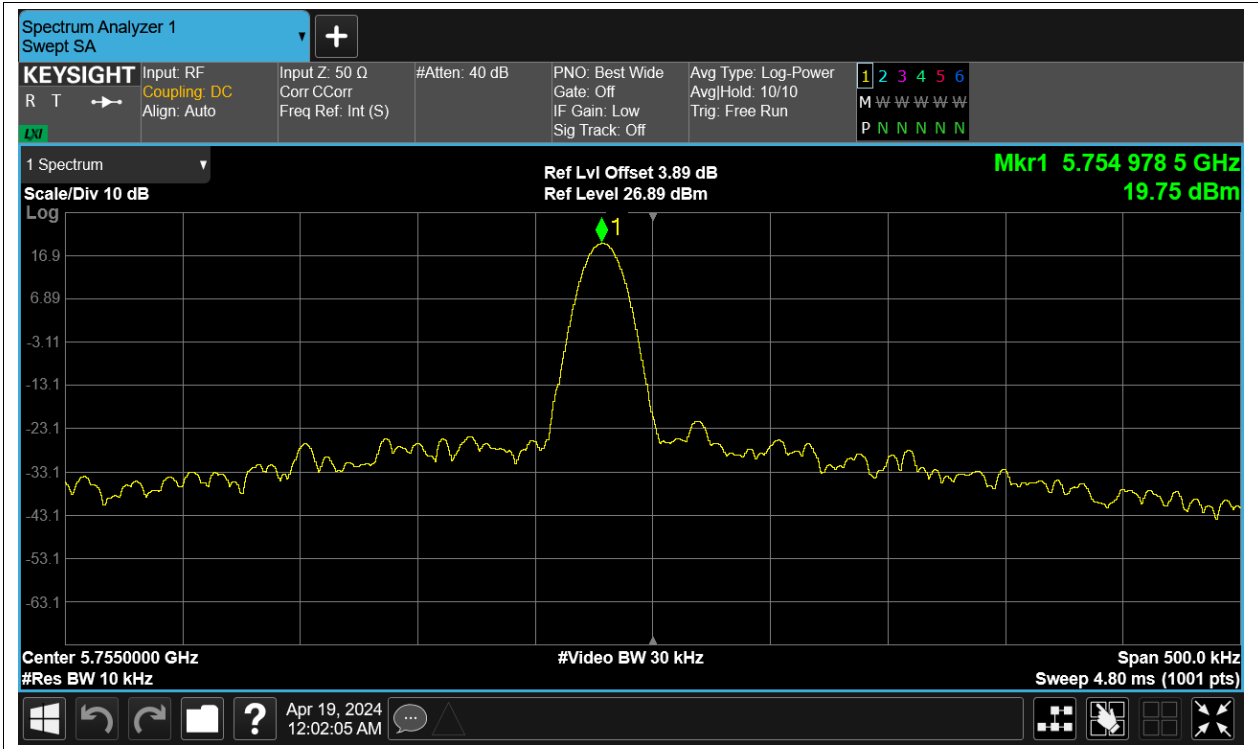 Spectrum Analyzer 1
Swept SA
KEYSIGHT
R T
LXI
Input: RF
Coupling: DC
Align: Auto
Input Z: 50 Ω
Corr CCorr
Freq Ref: Int (S)
#Atten: 40 dB
PNO: Best Wide
Gate: Off
IF Gain: Low
Sig Track: Off
Avg Type: Log-Power
Avg|Hold: 10/10
Trig: Free Run
1 2 3 4 5 6
M W W W W W
P N N N N N
1 Spectrum
Scale/Div 10 dB
Log
Ref Lvl Offset 3.89 dB
Ref Level 26.89 dBm
Mkr1 5.754 978 5 GHz
19.75 dBm
1
16.9
6.89
-3.11
-13.1
-23.1
-33.1
-43.1
-53.1
-63.1
Center 5.7550000 GHz
#Res BW 10 kHz
#Video BW 30 kHz
Span 500.0 kHz
Sweep 4.80 ms (1001 pts)
?
Apr 19, 2024
12:02:05 AM